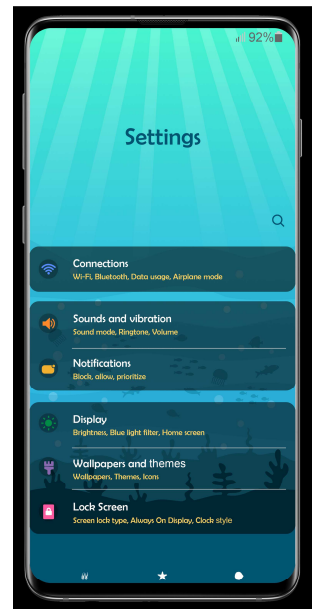 92%
Settings
Connections
Wi-Fi, Bluetooth, Data usage, Airplane mode
Sounds and vibration
Sound mode, Ringtone, Volume
Notifications
Block, allow, prioritize
Display
Brightness, Blue light filter, Home screen
Wallpapers and themes
Wallpapers, Themes, Icons
Lock Screen
Screen lock type, Always On Display, Clock style